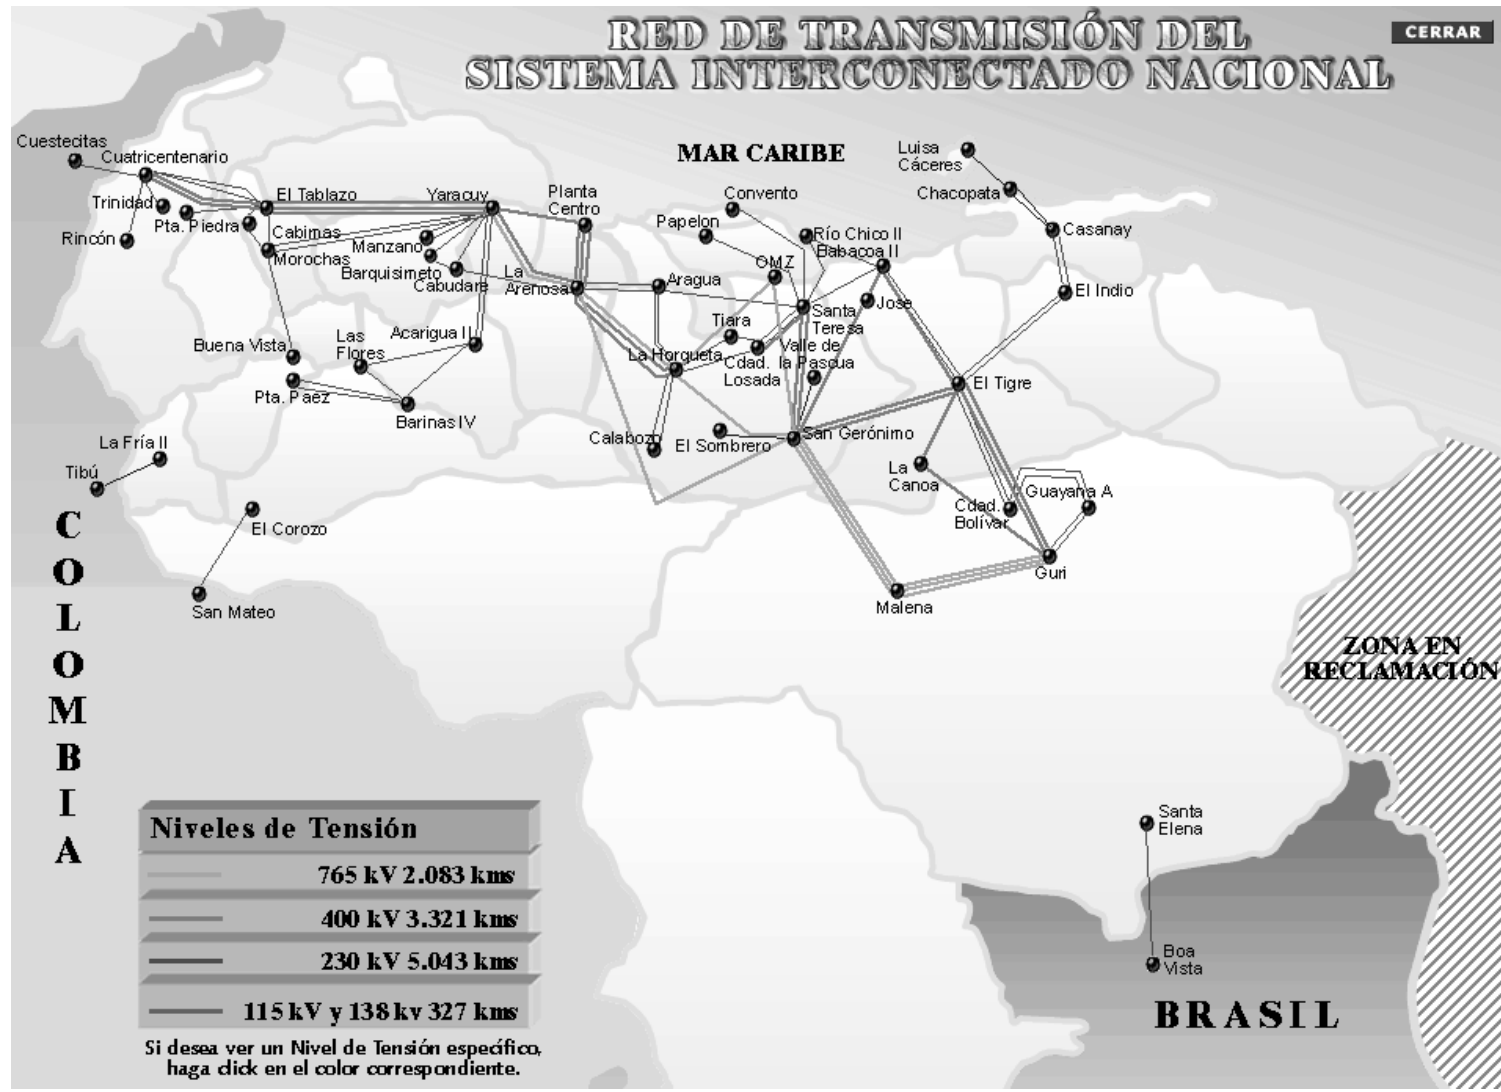 RED DE TRANSMISIÓN DEL
SISTEMA INTERCONECTADO NACIONAL
CERRAR
MAR CARIBE
Cuestecitas
Cuatricentenario
Trinidad
Pta. Piedra
Rincón
El Tablazo
Cabimas
Morochas
Yaracuy
Manzano
Barquisimeto
Cabudare
Planta
Centro
La
Arenosa
Aragua
Convento
Papelon
OMZ
Río Chico II
Babacoa II
Luisa
Cáceres
Chacopata
Casanay
El Indio
Jose
Santa
Teresa
Tiara
Valle de
la Pascua
Cdad.
Losada
La Horqueta
Buena Vista
Las
Flores
Acarigua II
Pta. Paez
Barinas IV
El Tigre
La Fría II
Tibú
Calabozo
El Sombrero
San Gerónimo
La
Canoa
Cdad.
Bolívar
Guayana A
El Corozo
San Mateo
Guri
Malena
COLOMBIA
ZONA EN
RECLAMACIÓN
Niveles de Tensión
765 kV 2.083 kms
400 kV 3.321 kms
230 kV 5.043 kms
115 kV y 138 kv 327 kms
Si desea ver un Nivel de Tensión específico,
haga click en el color correspondiente.
Santa
Elena
Boa
Vista
BRASIL